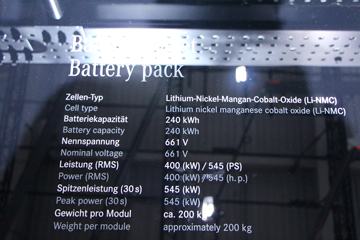 Battery pack
Zellen-Typ Lithium-Nickel-Mangan-Cobalt-Oxide (Li-NMC)
Cell type Lithium nickel manganese cobalt oxide (Li-NMC)
Batteriekapazität 240 kWh
Battery capacity 240 kWh
Nennspannung 661 V
Nominal voltage 661 V
Leistung (RMS) 400 (kW) / 545 (PS)
Power (RMS) 400 (kW) / 545 (h.p.)
Spitzenleistung (30 s) 545 (kW)
Peak power (30 s) 545 (kW)
Gewicht pro Modul ca. 200 kg
Weight per module approximately 200 kg